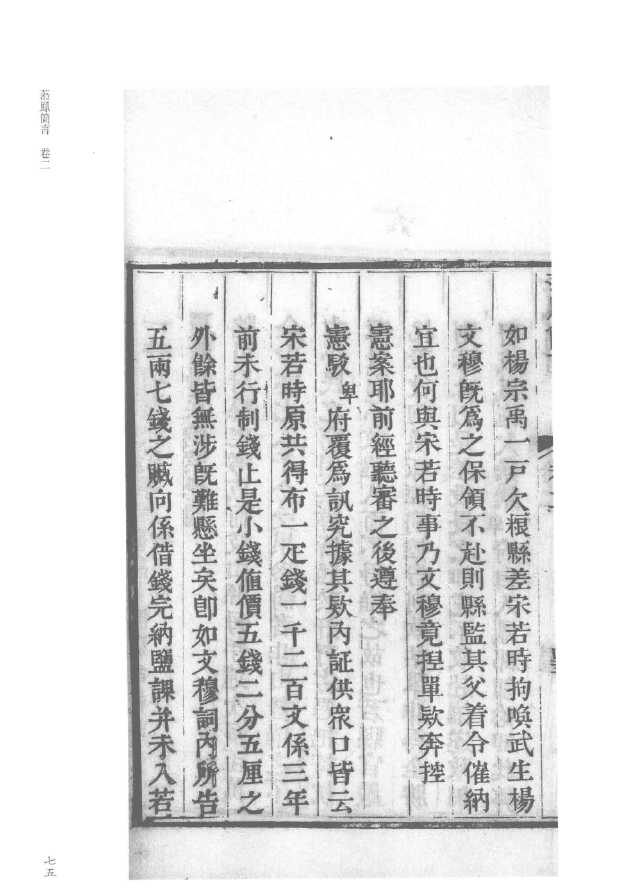 如楊宗禹一戸欠粮縣差宋若時拘喚武生楊
文穆旣爲之保領不赴則縣監其父着令催納
宜也何與宋若時事乃文穆竟捏單欵奔控
憲案耶前經聽審之後遵奉
憲駁卑府覆爲訊究據其欵內証供衆口皆云
宋若時原共得布一疋錢一千二百文係三年
前未行制錢止是小錢值價五錢二分五厘之
外餘皆無涉旣難懸坐矣卽如文穆詞內所告
五兩七錢之贓向係借錢完納鹽課并未入若
鳳簡言 卷二
七五